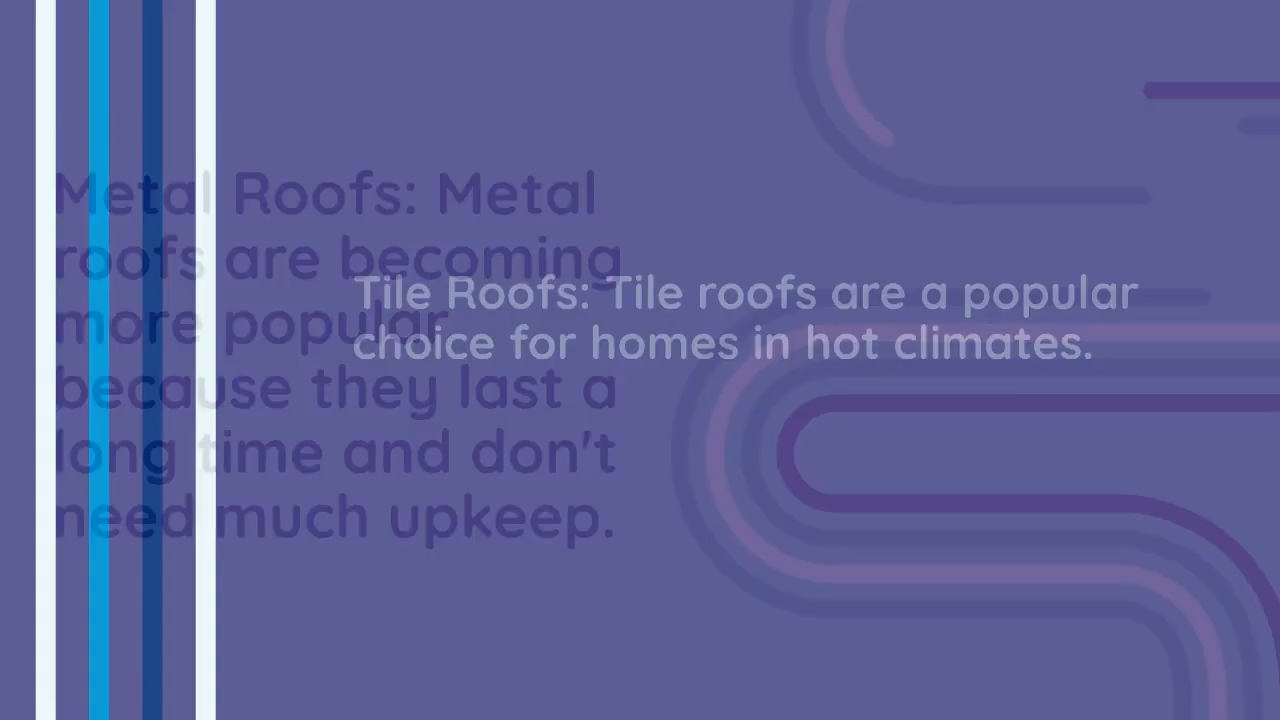 Metal Roofs: Metal
roofs are becoming
more popular
because they last a
long time and don't
need much upkeep.
Tile Roofs: Tile roofs are a popular
choice for homes in hot climates.